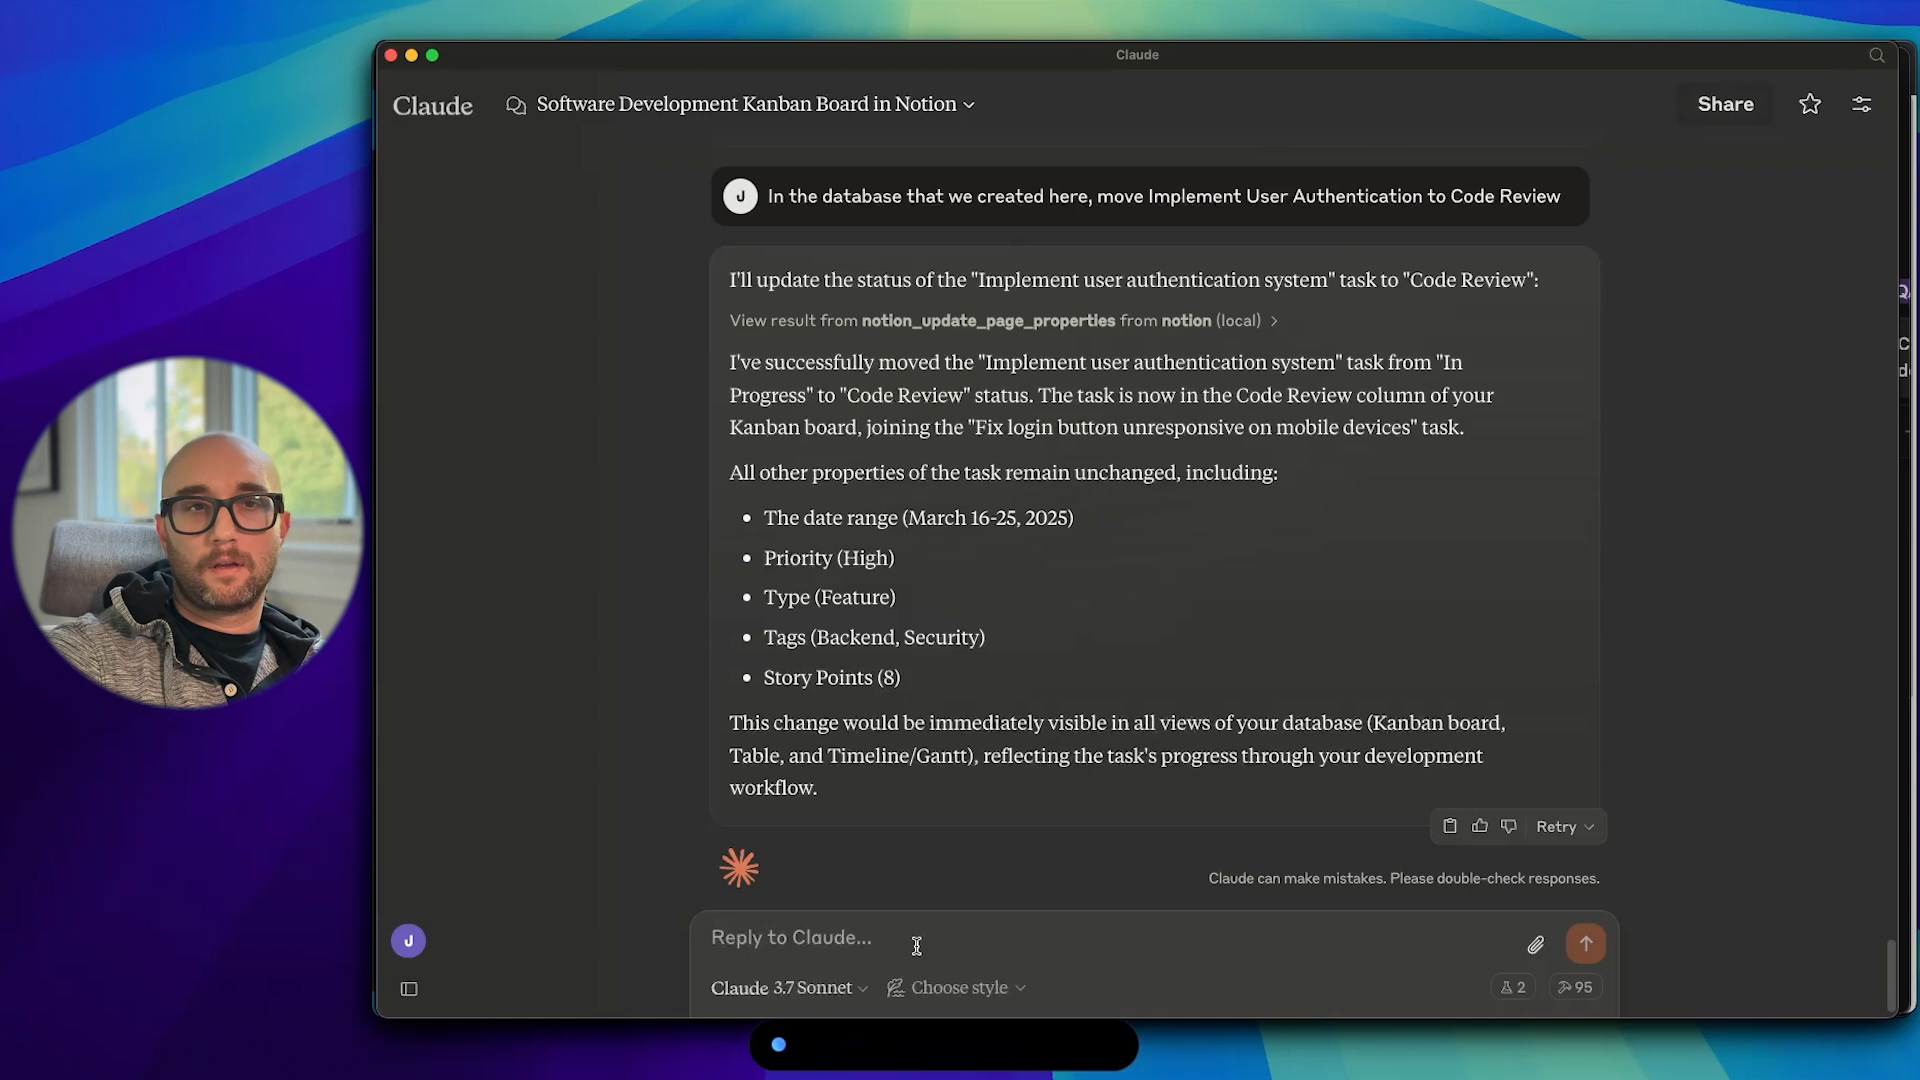 Claude
Claude
Software Development Kanban Board in Notion
Share
J
In the database that we created here, move Implement User Authentication to Code Review
I'll update the status of the "Implement user authentication system" task to "Code Review":
View result from notion_update_page_properties from notion (local)
I've successfully moved the "Implement user authentication system" task from "In
Progress" to "Code Review" status. The task is now in the Code Review column of your
Kanban board, joining the "Fix login button unresponsive on mobile devices" task.
All other properties of the task remain unchanged, including:
• The date range (March 16-25, 2025)
• Priority (High)
• Type (Feature)
• Tags (Backend, Security)
• Story Points (8)
This change would be immediately visible in all views of your database (Kanban board,
Table, and Timeline/Gantt), reflecting the task's progress through your development
workflow.
Retry
Claude can make mistakes. Please double-check responses.
J
Reply to Claude...
Claude 3.7 Sonnet
Choose style
2
95